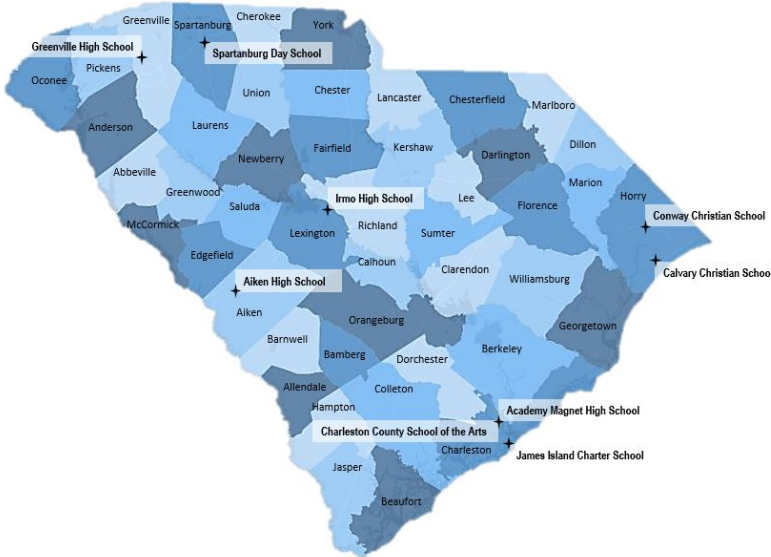 Greenville
Spartanburg
Cherokee
York
Greenville High School
Spartanburg Day School
Pickens
Oconee
Union
Chester
Lancaster
Chesterfield
Marlboro
Anderson
Laurens
Dillon
Newberry
Fairfield
Kershaw
Darlington
Abbeville
Greenwood
Marion
Horry
Irmo High School
Lee
Saluda
Florence
McCormick
Lexington
Richland
Sumter
Conway Christian School
Edgefield
Calhoun
Clarendon
Calvary Christian Schoo
Aiken High School
Williamsburg
Aiken
Orangeburg
Georgetown
Barnwell
Bamberg
Dorchester
Berkeley
Allendale
Colleton
Hampton
Academy Magnet High School
Charleston County School of the Arts
Charleston
James Island Charter School
Jasper
Beaufort